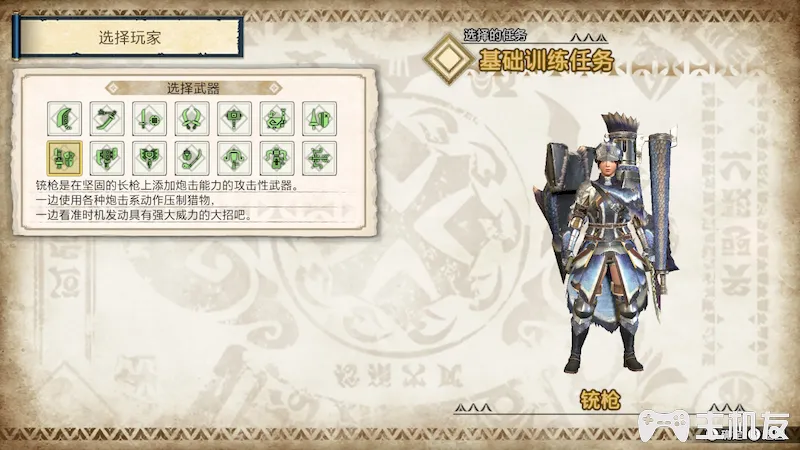 选择玩家
选择的任务
基础训练任务
选择武器
铳枪是在坚固的长枪上添加炮击能力的攻击性武器。
一边使用各种炮击系动作压制猎物，
一边看准时机发动具有强大威力的大招吧。
铳枪
主机友